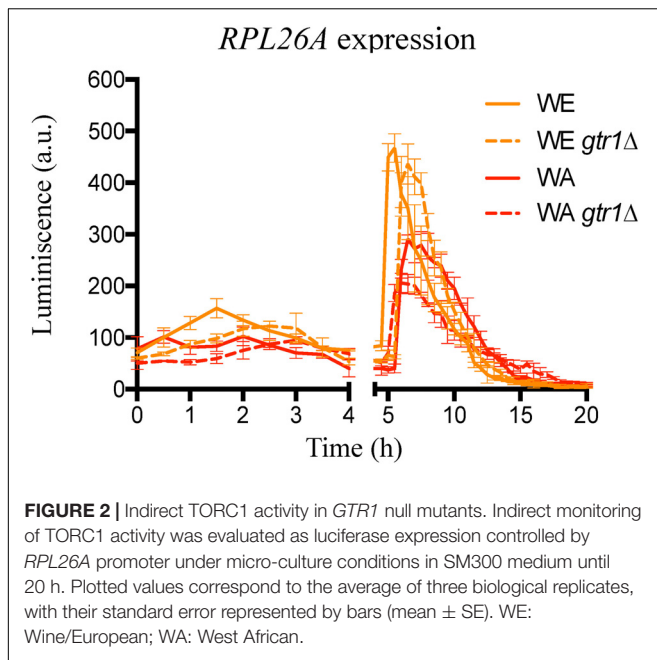 RPL26A expression
600
500
400
300
200
100
0
Luminiscence (a.u.)
WE
WE gtr1Δ
WA
WA gtr1Δ
0 1 2 3 4 5 10 15 20
Time (h)
FIGURE 2 | Indirect TORC1 activity in GTR1 null mutants. Indirect monitoring
of TORC1 activity was evaluated as luciferase expression controlled by
RPL26A promoter under micro-culture conditions in SM300 medium until
20 h. Plotted values correspond to the average of three biological replicates,
with their standard error represented by bars (mean ± SE). WE:
Wine/European; WA: West African.